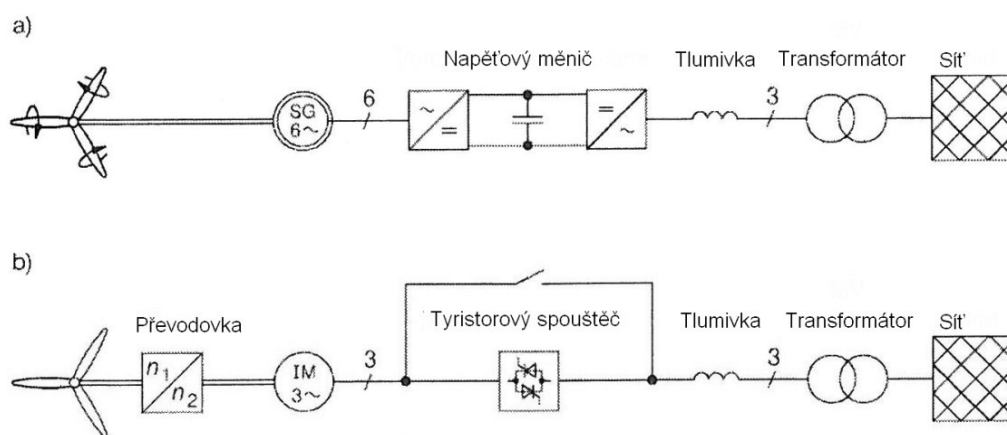 a)
Napěťový měnič
Tlumivka
Transformátor
Síť
SG
6~
6
~
=
=
~
3
b)
Převodovka
Tyristorový spouštěč
Tlumivka
Transformátor
Síť
n1
n2
IM
3~
3
3